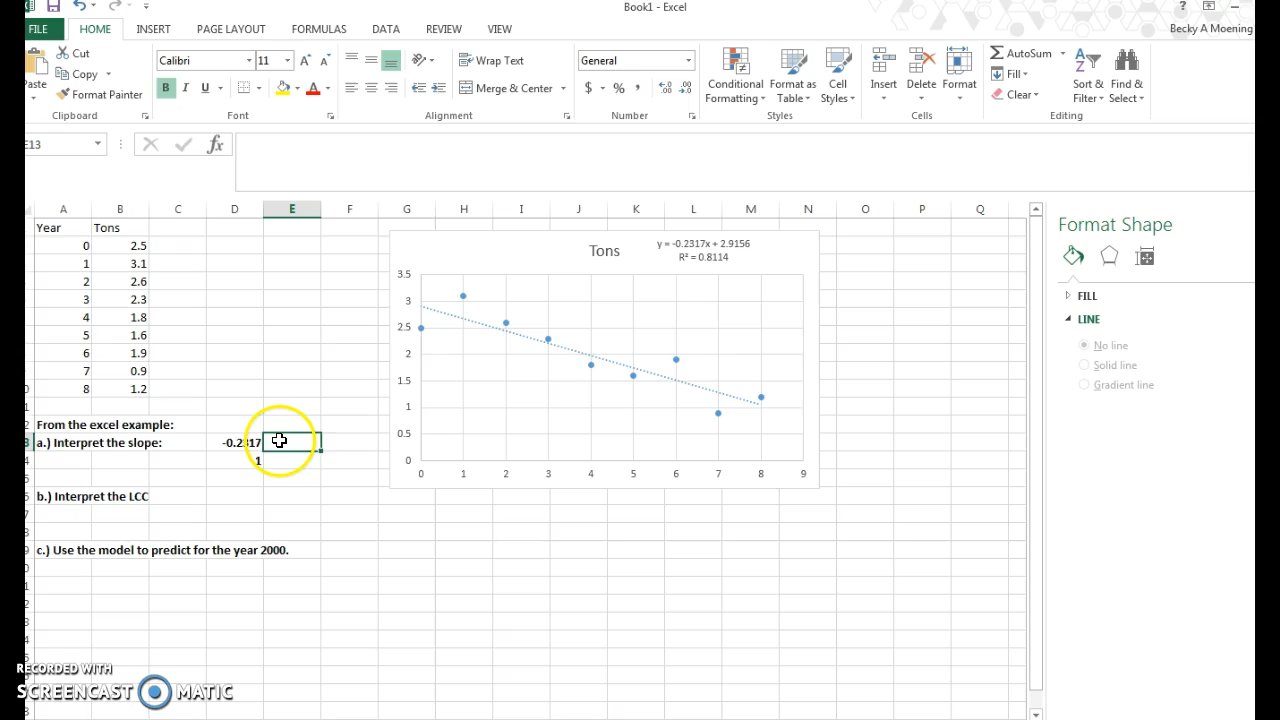 Book1 - Excel
?
FILE HOME INSERT PAGE LAYOUT FORMULAS DATA REVIEW VIEW Becky A Moening
Cut
Copy
Format Painter
Paste
Clipboard
Calibri 11
B I U
Font
Wrap Text
Merge & Center
Alignment
General
$ % ,
Number
Conditional Formatting
Format as Table
Cell Styles
Styles
Insert Delete Format
Cells
AutoSum
Fill
Clear
Sort & Filter
Find & Select
Editing
E13 fx
A B C D E F G H I J K L M N O P Q
Year Tons
0 2.5
1 3.1
2 2.6
3 2.3
4 1.8
5 1.6
6 1.9
7 0.9
8 1.2
From the excel example:
a.) Interpret the slope: -0.2317
1
b.) Interpret the LCC
c.) Use the model to predict for the year 2000.
Tons
y = -0.2317x + 2.9156
R² = 0.8114
3.5
3
2.5
2
1.5
1
0.5
0
0 1 2 3 4 5 6 7 8 9
Format Shape
FILL
LINE
No line
Solid line
Gradient line
RECORDED WITH
SCREENCAST MATIC